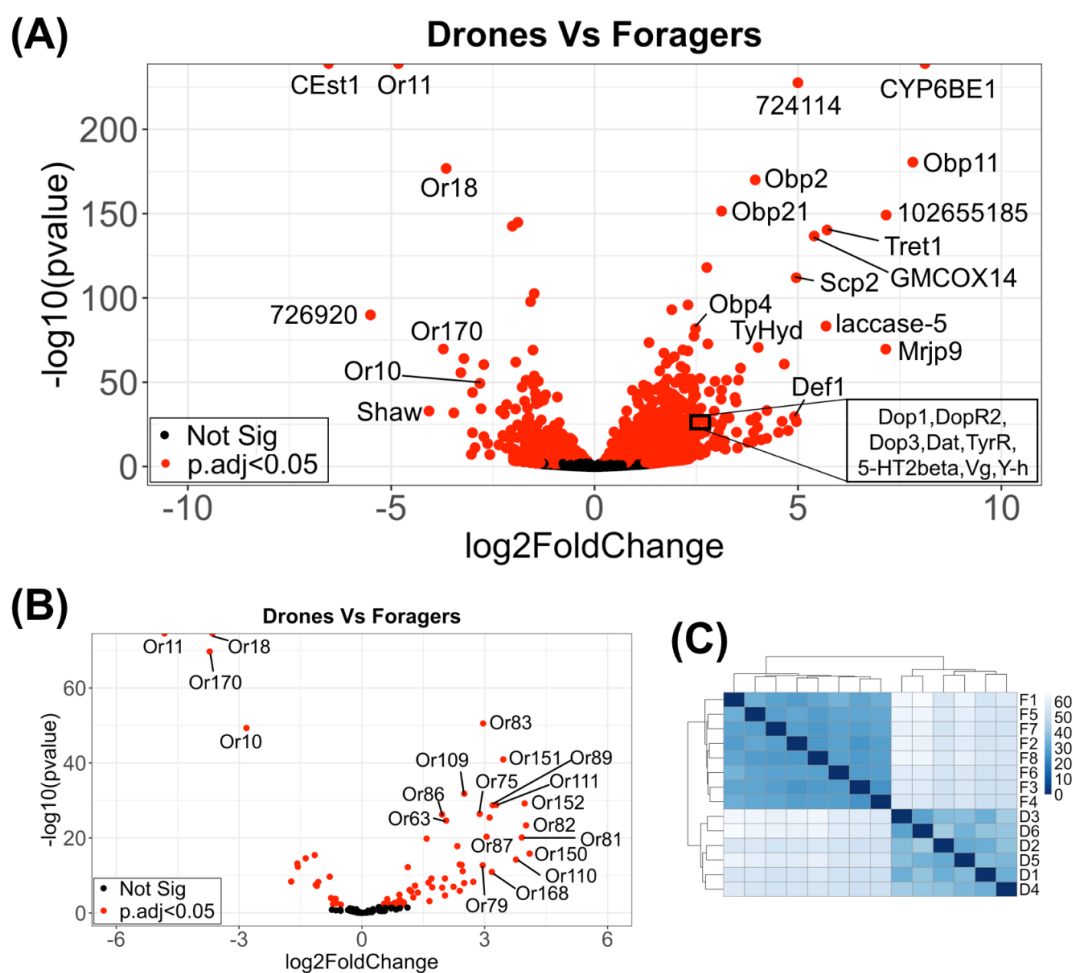 (A)
Drones Vs Foragers
CEst1
Or11
CYP6BE1
724114
Or18
Obp2
Obp11
Obp21
102655185
Tret1
GMCOX14
Scp2
726920
Or170
Obp4
TyHyd
laccase-5
Mrjp9
Or10
Def1
Shaw
Dop1,DopR2,
Dop3,Dat,TyrR,
5-HT2beta,Vg,Y-h
Not Sig
p.adj<0.05
200
150
100
50
0
-log10(pvalue)
-10
-5
0
5
10
log2FoldChange
(B)
Drones Vs Foragers
Or11
Or18
Or170
Or10
Or83
Or151
Or89
Or109
Or75
Or111
Or86
Or152
Or63
Or82
Or87
Or81
Or150
Or110
Or79
Or168
Not Sig
p.adj<0.05
60
40
20
0
-log10(pvalue)
-6
-3
0
3
6
log2FoldChange
(C)
F1
F5
F7
F2
F8
F6
F3
F4
D3
D6
D2
D5
D1
D4
60
50
40
30
20
10
0